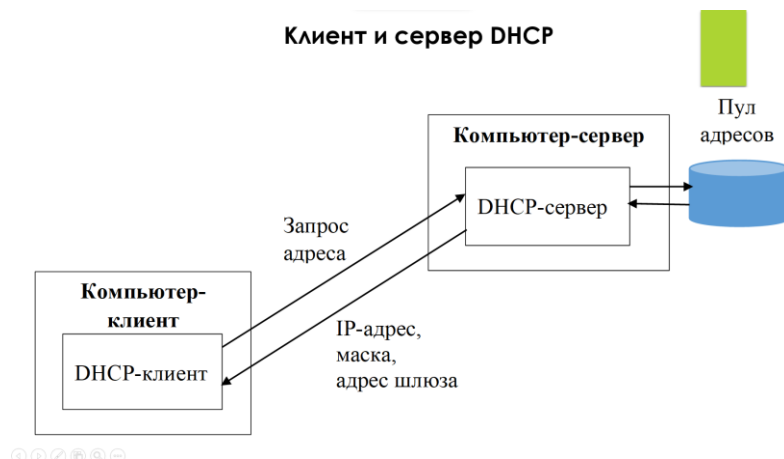 Клиент и сервер DHCP
Пул
адресов
Компьютер-сервер
DHCP-сервер
Запрос
адреса
Компьютер-
клиент
DHCP-клиент
IP-адрес,
маска,
адрес шлюза